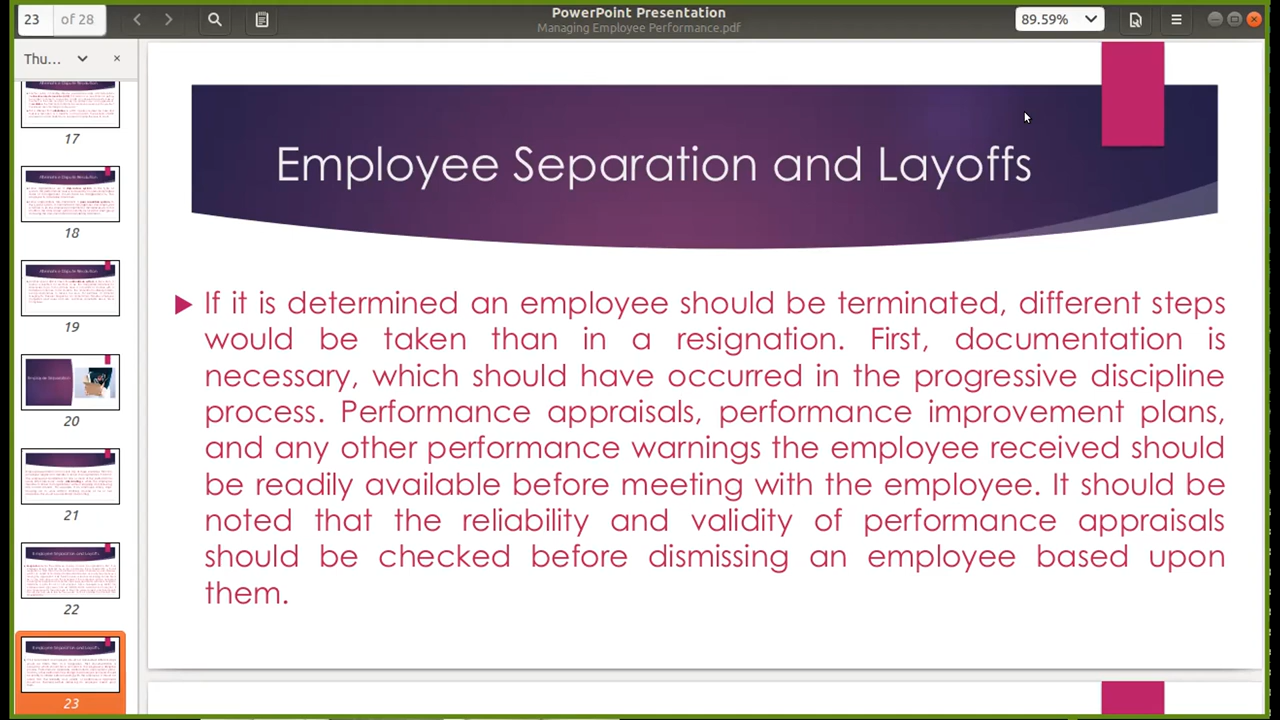 23 of 28
PowerPoint Presentation
Managing Employee Performance.pdf
89.59%
Thu...
17
18
19
20
21
22
23
Employee Separation and Layoffs
If it is determined an employee should be terminated, different steps
would be taken than in a resignation. First, documentation is
necessary, which should have occurred in the progressive discipline
process. Performance appraisals, performance improvement plans,
and any other performance warnings the employee received should
be readily available before meeting with the employee. It should be
noted that the reliability and validity of performance appraisals
should be checked before dismissing an employee based upon
them.